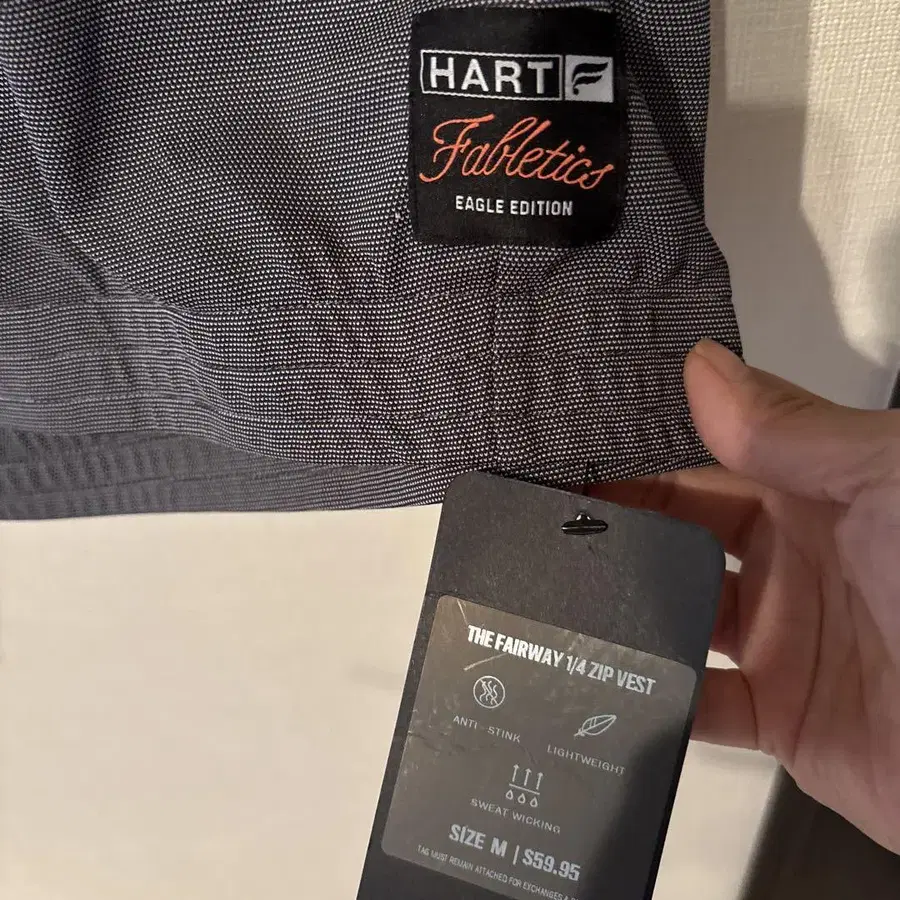 HART
Fabletics
EAGLE EDITION
THE FAIRWAY 1/4 ZIP VEST
ANTI-STINK
LIGHTWEIGHT
SWEAT WICKING
SIZE M | $59.95
TAG MUST REMAIN ATTACHED FOR EXCHANGES &